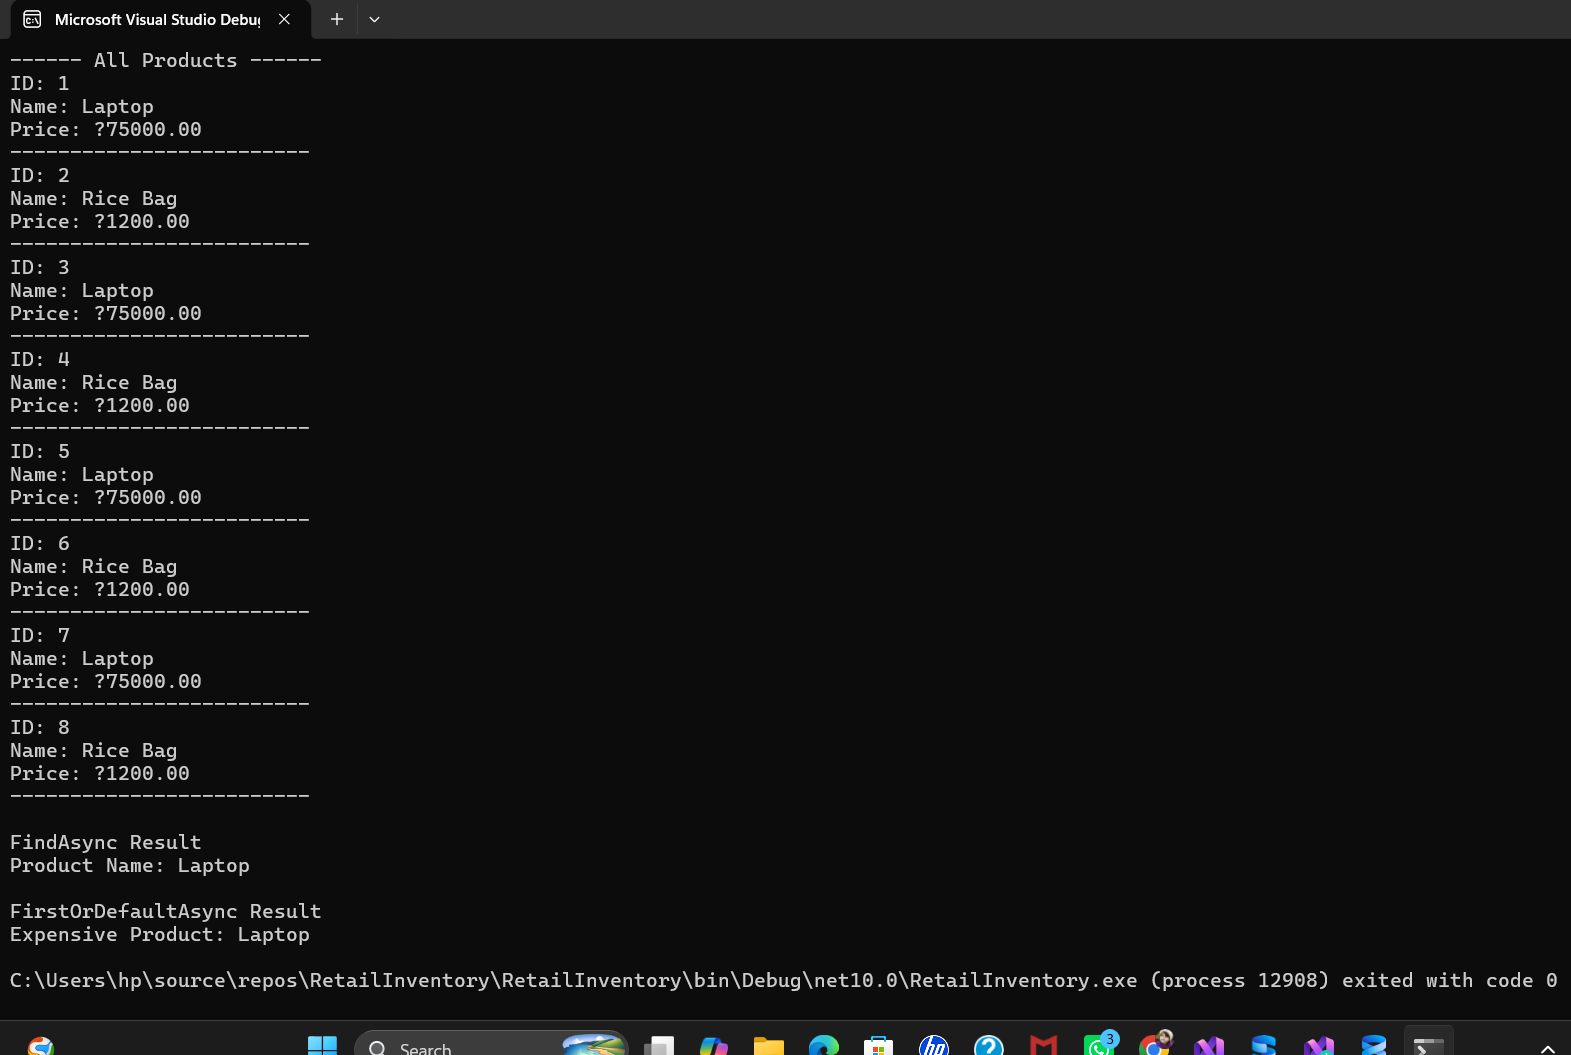 Microsoft Visual Studio Debug
------ All Products ------
ID: 1
Name: Laptop
Price: ?75000.00
-------------------------
ID: 2
Name: Rice Bag
Price: ?1200.00
-------------------------
ID: 3
Name: Laptop
Price: ?75000.00
-------------------------
ID: 4
Name: Rice Bag
Price: ?1200.00
-------------------------
ID: 5
Name: Laptop
Price: ?75000.00
-------------------------
ID: 6
Name: Rice Bag
Price: ?1200.00
-------------------------
ID: 7
Name: Laptop
Price: ?75000.00
-------------------------
ID: 8
Name: Rice Bag
Price: ?1200.00
-------------------------
FindAsync Result
Product Name: Laptop
FirstOrDefaultAsync Result
Expensive Product: Laptop
C:\Users\hp\source\repos\RetailInventory\RetailInventory\bin\Debug\net10.0\RetailInventory.exe (process 12908) exited with code 0
Search
hp
3